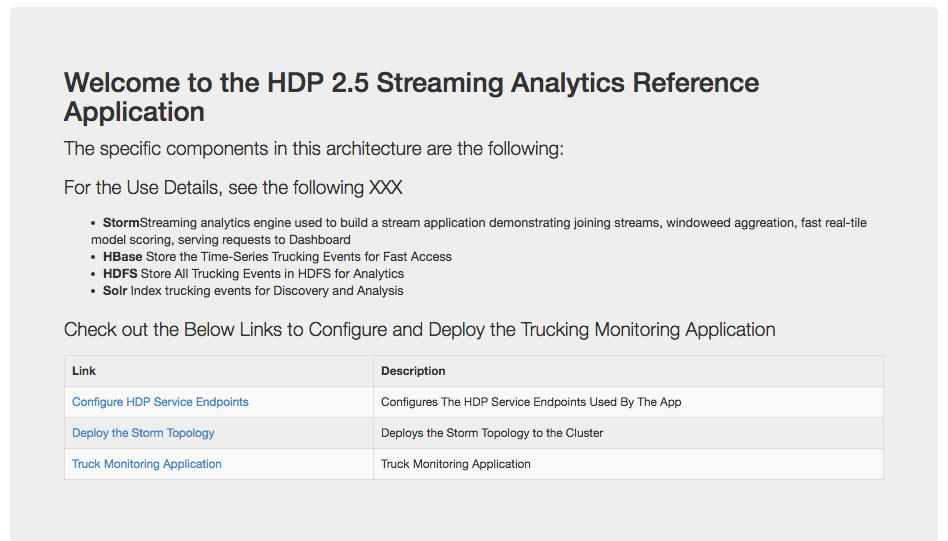 Welcome to the HDP 2.5 Streaming Analytics Reference
Application
The specific components in this architecture are the following:
For the Use Details, see the following XXX
• StormStreaming analytics engine used to build a stream application demonstrating joining streams, windoweed aggreation, fast real-tile
model scoring, serving requests to Dashboard
• HBase Store the Time-Series Trucking Events for Fast Access
• HDFS Store All Trucking Events in HDFS for Analytics
• Solr Index trucking events for Discovery and Analysis
Check out the Below Links to Configure and Deploy the Trucking Monitoring Application
Link Description
Configure HDP Service Endpoints Configures The HDP Service Endpoints Used By The App
Deploy the Storm Topology Deploys the Storm Topology to the Cluster
Truck Monitoring Application Truck Monitoring Application